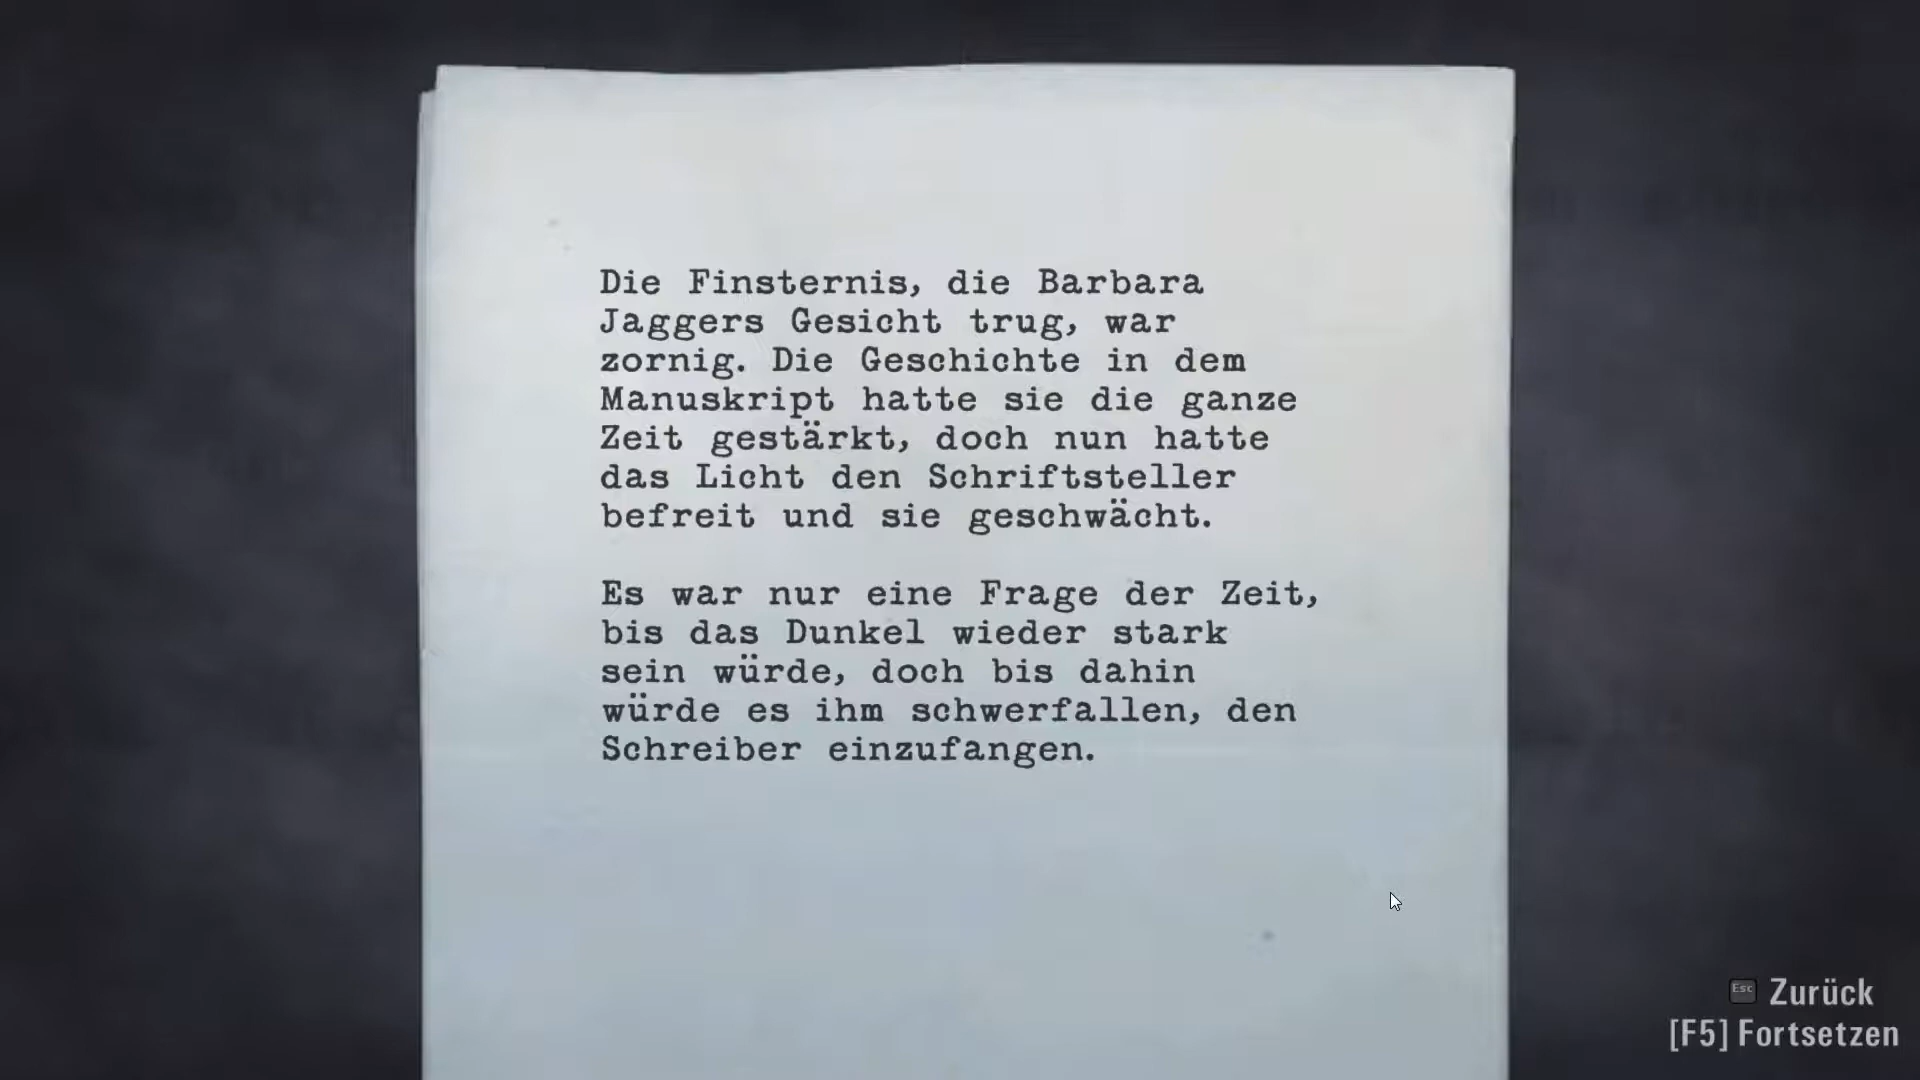 Die Finsternis, die Barbara
Jaggers Gesicht trug, war
zornig. Die Geschichte in dem
Manuskript hatte sie die ganze
Zeit gestärkt, doch nun hatte
das Licht den Schriftsteller
befreit und sie geschwächt.
Es war nur eine Frage der Zeit,
bis das Dunkel wieder stark
sein würde, doch bis dahin
würde es ihm schwerfallen, den
Schreiber einzufangen.
Esc Zurück
[F5] Fortsetzen